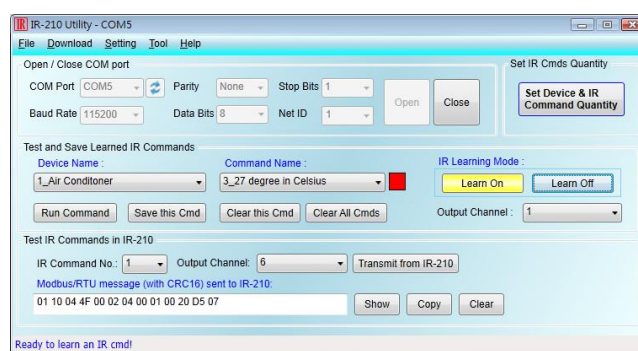 IR IR-210 Utility - COM5
File Download Setting Tool Help
Open / Close COM port
Set IR Cmds Quantity
COM Port COM5 Parity None Stop Bits 1
Open Close
Set Device & IR
Command Quantity
Baud Rate 115200 Data Bits 8 Net ID 1
Test and Save Learned IR Commands
Device Name : Command Name : IR Learning Mode :
1_Air Conditoner 3_27 degree in Celsius Learn On Learn Off
Run Command Save this Cmd Clear this Cmd Clear All Cmds Output Channel : 1
Test IR Commands in IR-210
IR Command No.: 1 Output Channel: 6 Transmit from IR-210
Modbus/RTU message (with CRC16) sent to IR-210:
01 10 04 4F 00 02 04 00 01 00 20 D5 07 Show Copy Clear
Ready to learn an IR cmd!